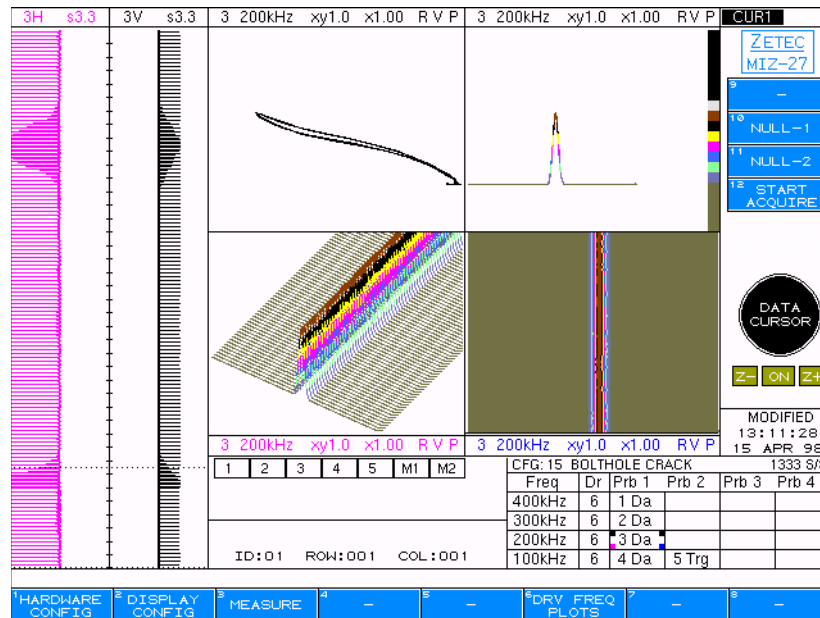 3H s3.3 3V s3.3 3 200kHz xy1.0 x1.00 R V P 3 200kHz xy1.0 x1.00 R V P CUR1
ZETEC
MIZ-27
9 –
10 NULL-1
11 NULL-2
12 START
ACQUIRE
DATA
CURSOR
Z- ON Z+
MODIFIED
13:11:28
15 APR 98
3 200kHz xy1.0 x1.00 R V P 3 200kHz xy1.0 x1.00 R V P
1 2 3 4 5 M1 M2
CFG: 15 BOLTHOLE CRACK 1333 S/
Freq Dr Prb 1 Prb 2 Prb 3 Prb 4
400kHz 6 1 Da
300kHz 6 2 Da
200kHz 6 3 Da
100kHz 6 4 Da 5 Trg
ID:01 ROW:001 COL:001
1 HARDWARE
CONFIG
2 DISPLAY
CONFIG
3 MEASURE
4 –
5 –
6 DRV FREQ
PLOTS
7 –
8 –